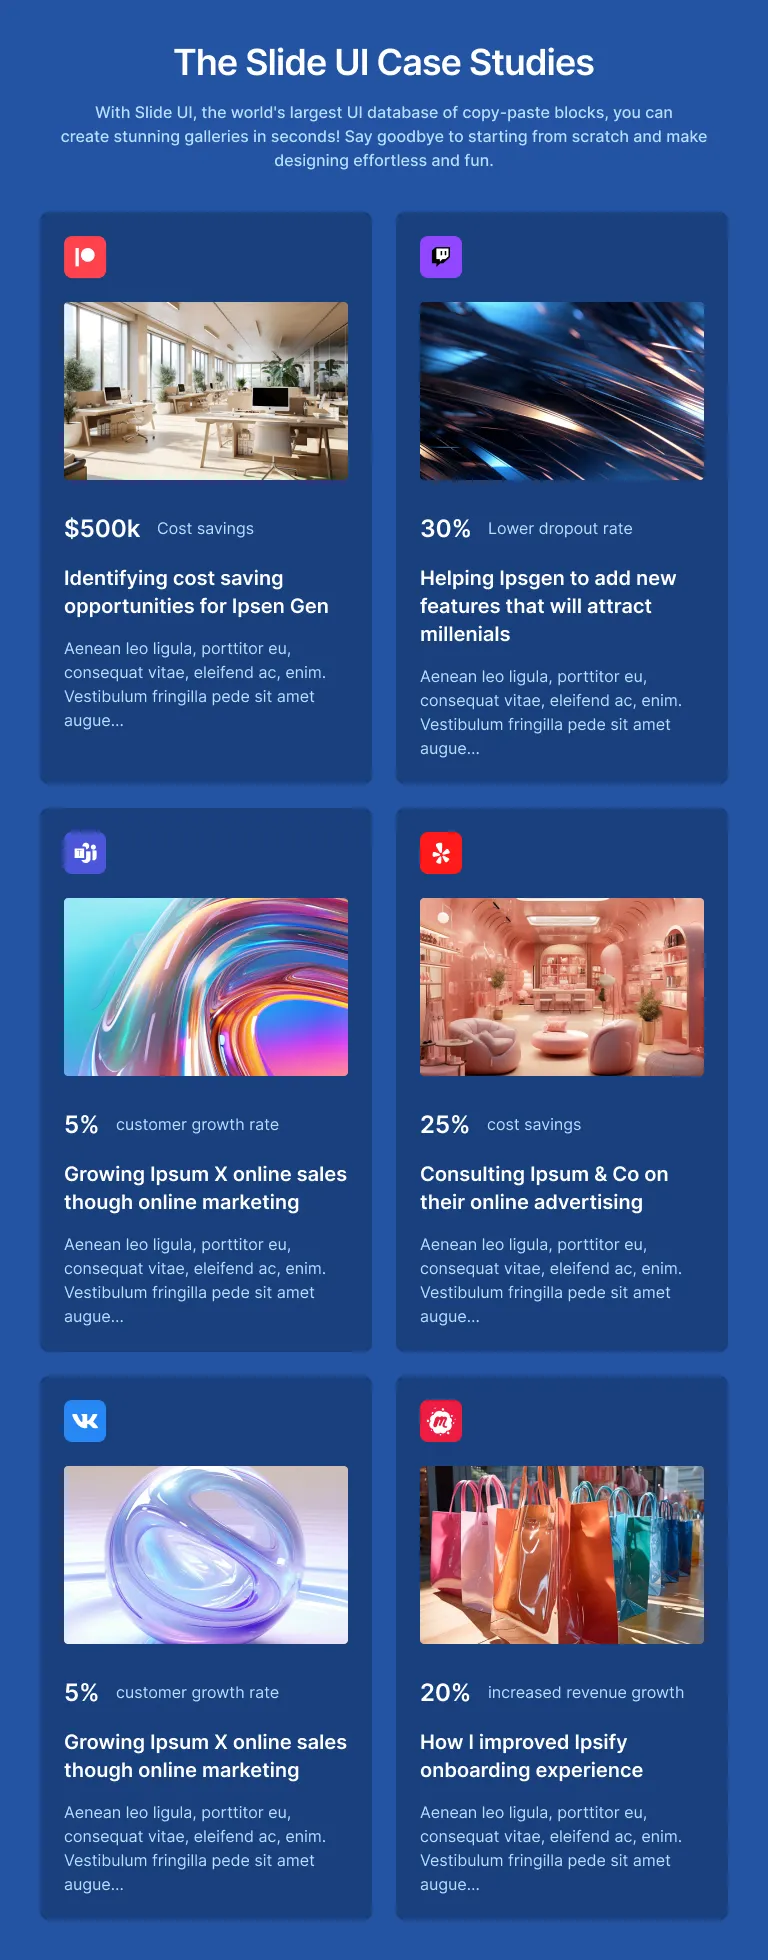 The Slide UI Case Studies
With Slide UI, the world's largest UI database of copy-paste blocks, you can
create stunning galleries in seconds! Say goodbye to starting from scratch and make
designing effortless and fun.
$500k Cost savings
Identifying cost saving
opportunities for Ipsen Gen
Aenean leo ligula, porttitor eu,
consequat vitae, eleifend ac, enim.
Vestibulum fringilla pede sit amet
augue...
30% Lower dropout rate
Helping Ipsgen to add new
features that will attract
millenials
Aenean leo ligula, porttitor eu,
consequat vitae, eleifend ac, enim.
Vestibulum fringilla pede sit amet
augue...
5% customer growth rate
Growing Ipsum X online sales
though online marketing
Aenean leo ligula, porttitor eu,
consequat vitae, eleifend ac, enim.
Vestibulum fringilla pede sit amet
augue...
25% cost savings
Consulting Ipsum & Co on
their online advertising
Aenean leo ligula, porttitor eu,
consequat vitae, eleifend ac, enim.
Vestibulum fringilla pede sit amet
augue...
5% customer growth rate
Growing Ipsum X online sales
though online marketing
Aenean leo ligula, porttitor eu,
consequat vitae, eleifend ac, enim.
Vestibulum fringilla pede sit amet
augue...
m
20% increased revenue growth
How I improved Ipsify
onboarding experience
Aenean leo ligula, porttitor eu,
consequat vitae, eleifend ac, enim.
Vestibulum fringilla pede sit amet
augue...